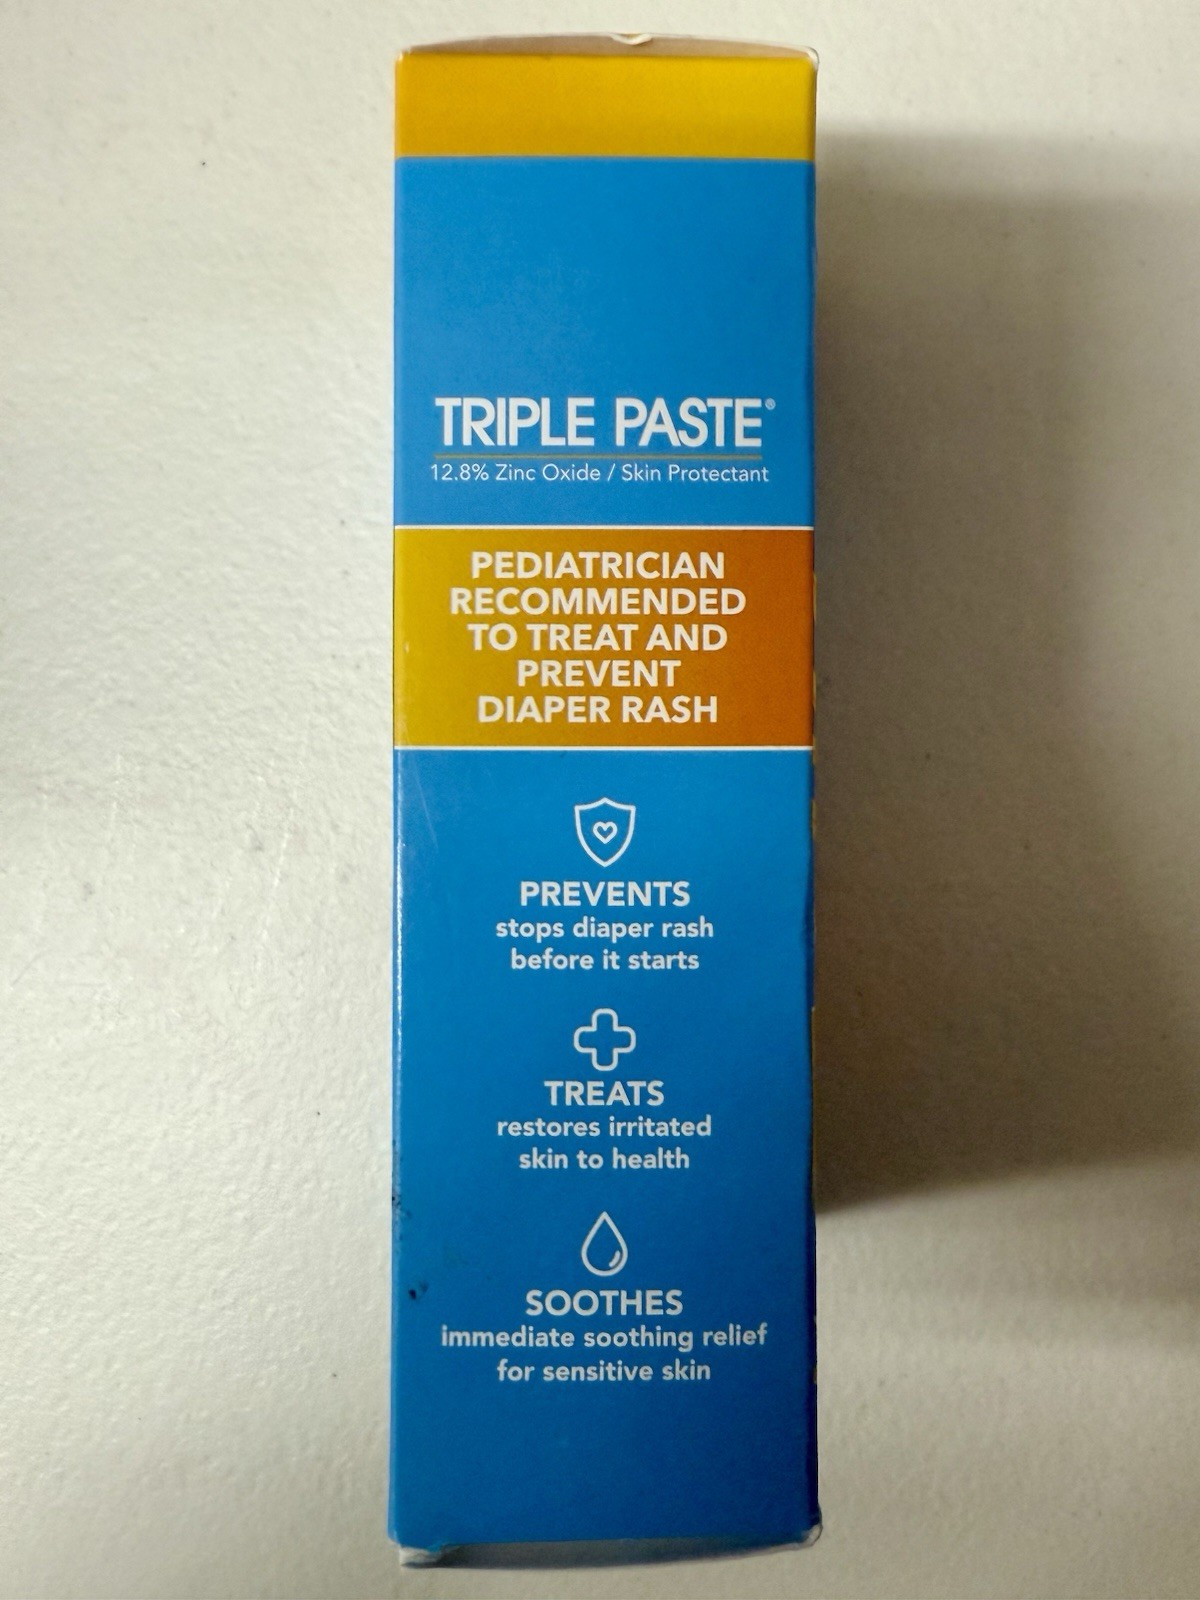 TRIPLE PASTE®
12.8% Zinc Oxide / Skin Protectant
PEDIATRICIAN
RECOMMENDED
TO TREAT AND
PREVENT
DIAPER RASH
PREVENTS
stops diaper rash
before it starts
TREATS
restores irritated
skin to health
SOOTHES
immediate soothing relief
for sensitive skin